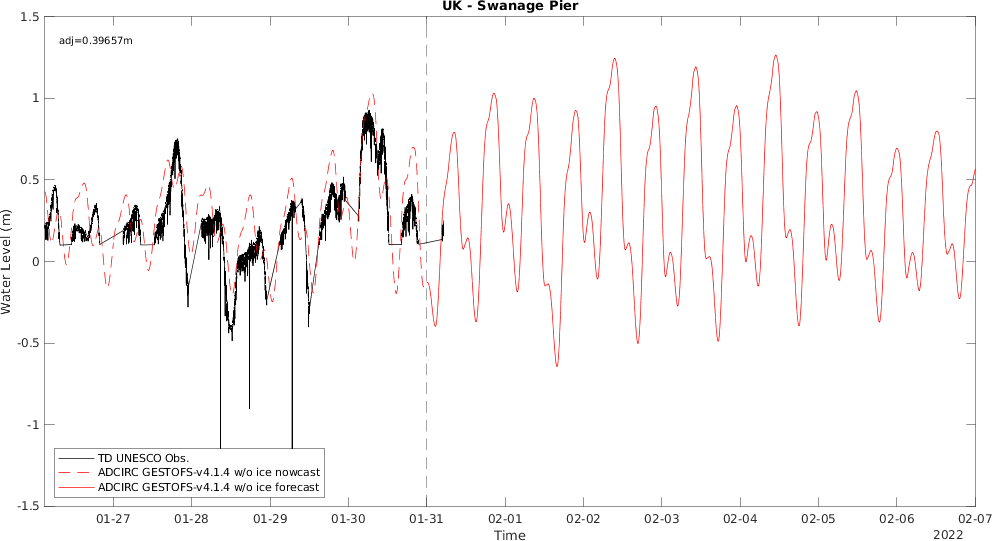 UK - Swanage Pier
adj=0.39657m
1.5
1
0.5
0
-0.5
-1
-1.5
Water Level (m)
TD UNESCO Obs.
ADCIRC GESTOFS-v4.1.4 w/o ice nowcast
ADCIRC GESTOFS-v4.1.4 w/o ice forecast
01-27 01-28 01-29 01-30 01-31 02-01 02-02 02-03 02-04 02-05 02-06 02-07
Time
2022